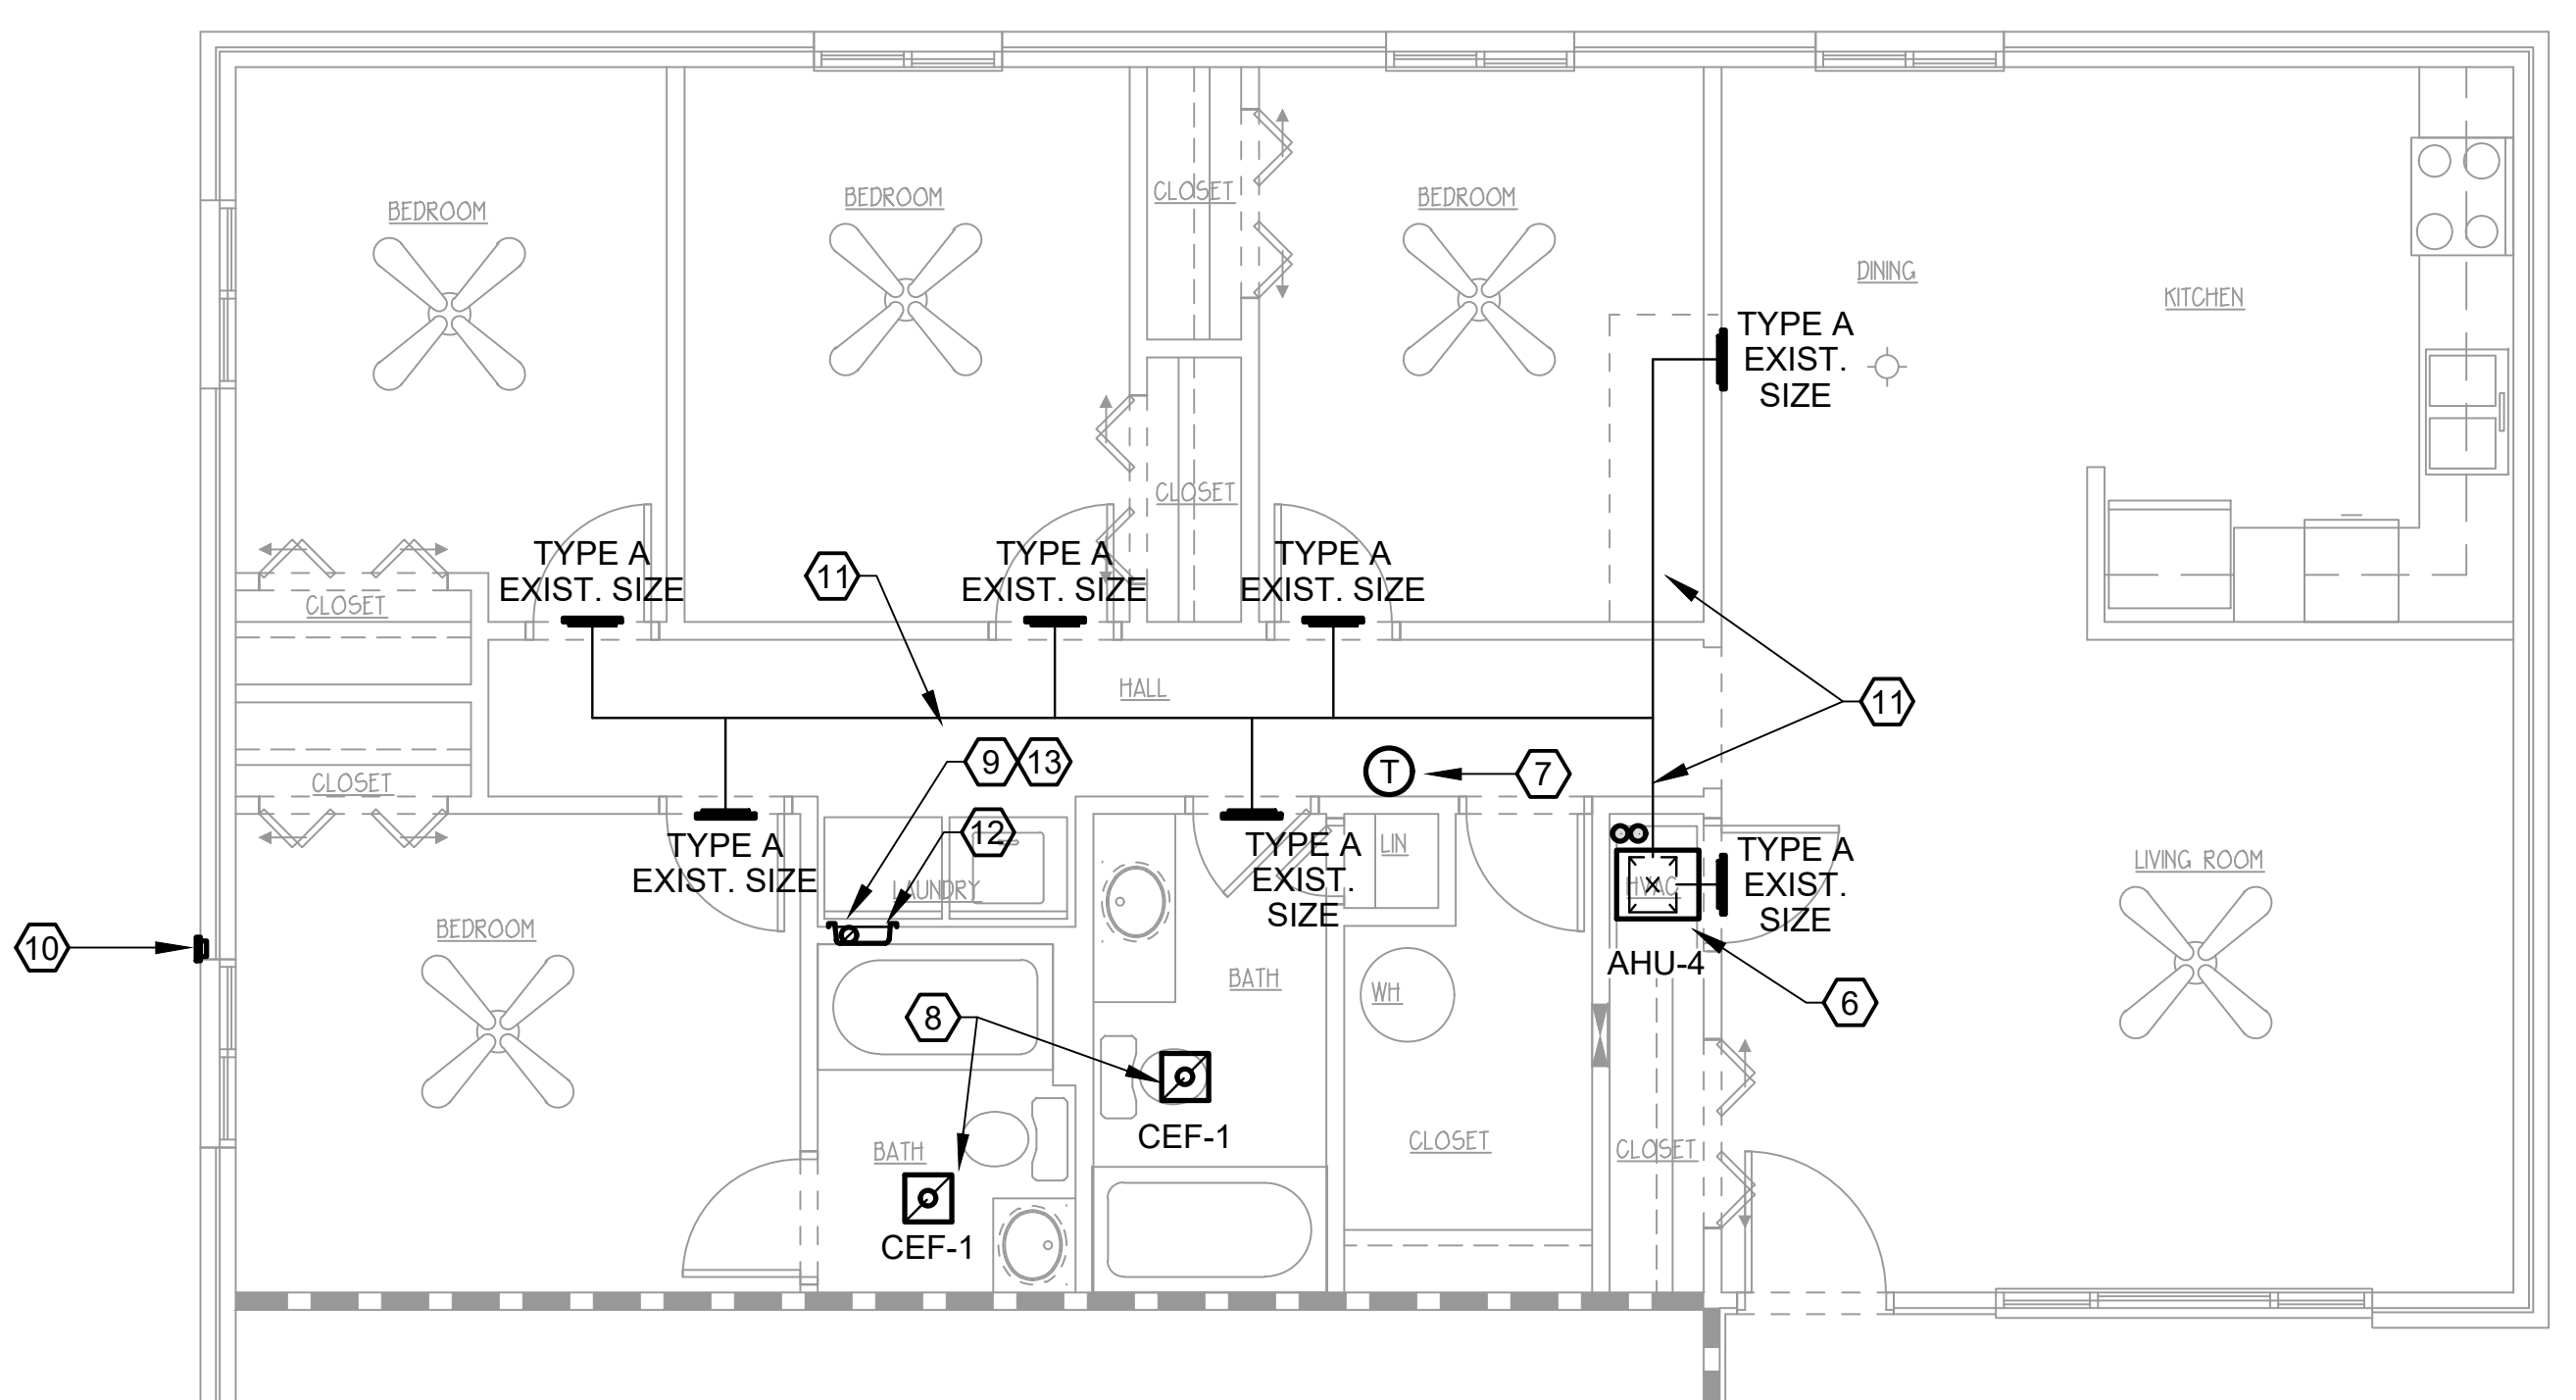 BEDROOM
BEDROOM
CLOSET
BEDROOM
DINING
KITCHEN
TYPE A
EXIST.
SIZE
CLOSET
TYPE A
EXIST. SIZE
11
TYPE A
EXIST. SIZE
TYPE A
EXIST. SIZE
CLOSET
HALL
11
CLOSET
9
13
T
7
12
TYPE A
EXIST. SIZE
LAUNDRY
TYPE A
EXIST.
SIZE
LIN
HVAC
TYPE A
EXIST.
SIZE
LIVING ROOM
BEDROOM
10
BATH
WH
AHU-4
6
8
CEF-1
BATH
CLOSET
CLOSET
CEF-1